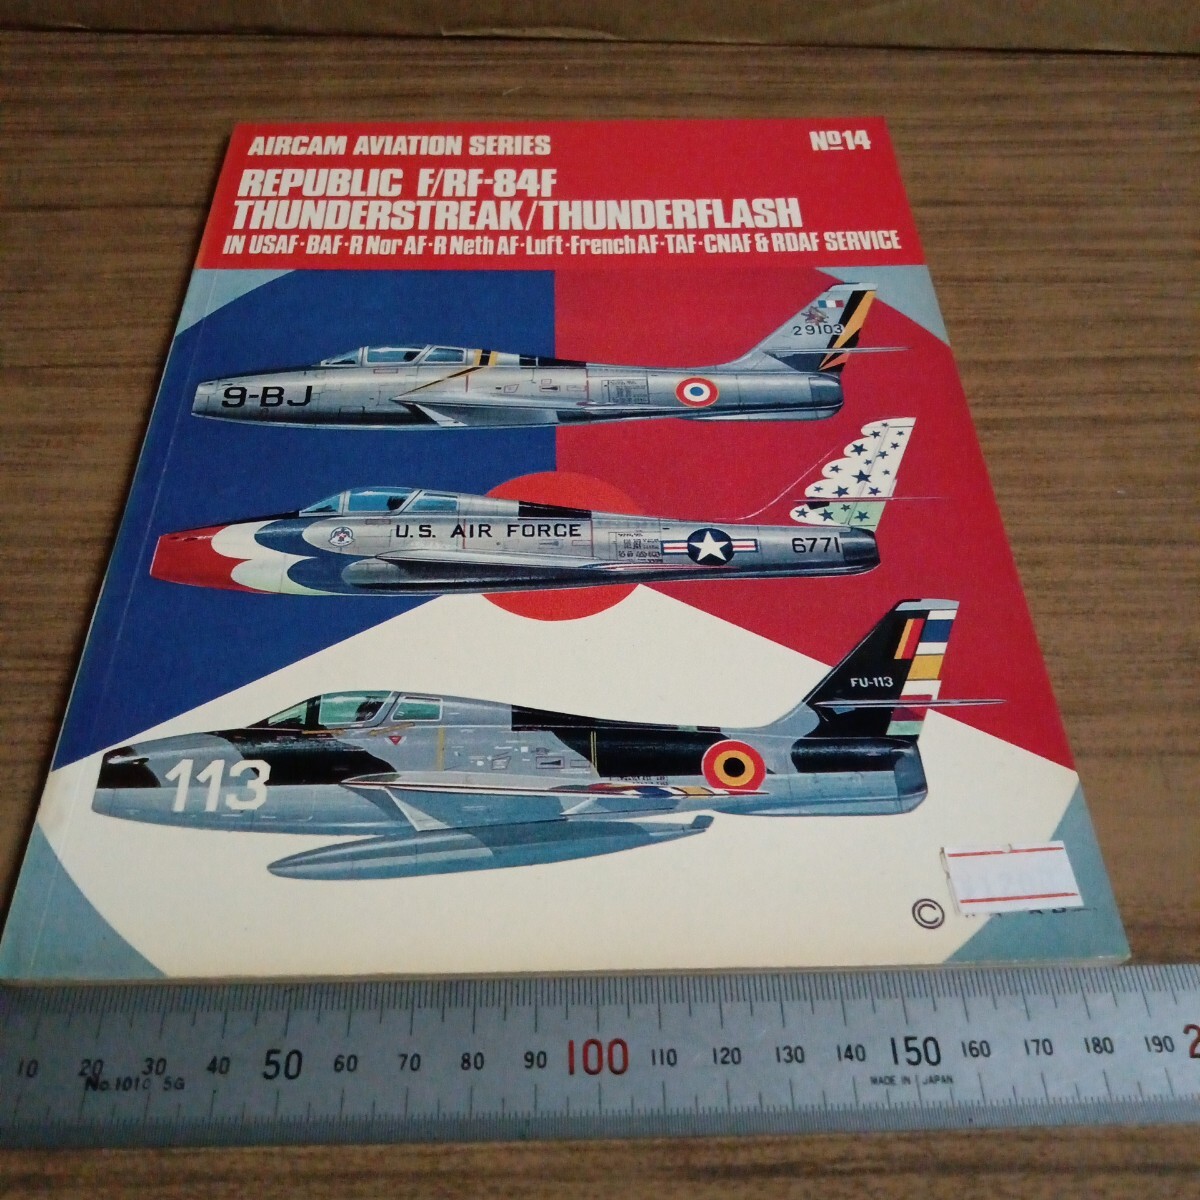 AIRCAM AVIATION SERIES
No14
REPUBLIC F/RF-84F
THUNDERSTREAK/THUNDERFLASH
IN USAF·BAF·R Nor AF·R Neth AF·Luft·French AF·TAF·CNAF & RDAF SERVICE
29103
9-BJ
U.S. AIR FORCE
6771
FU-113
113
©
10 20 30 40 50 60 70 80 90 100 110 120 130 140 150 160 170 180 190 2
No.1010 SG
MADE IN JAPAN